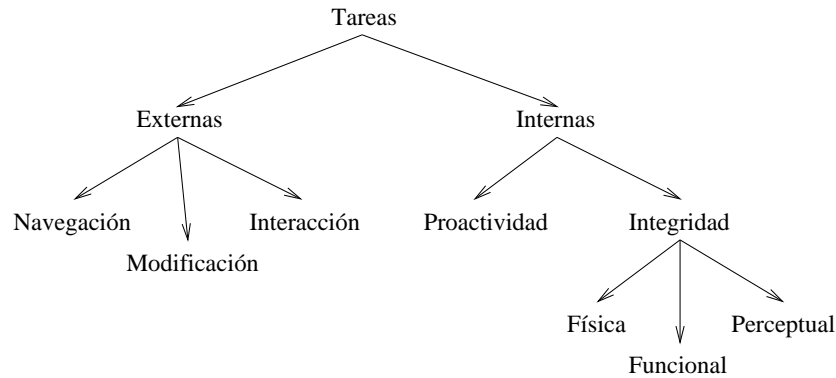 Tareas
Externas
Internas
Navegación
Interacción
Proactividad
Integridad
Modificación
Física
Perceptual
Funcional